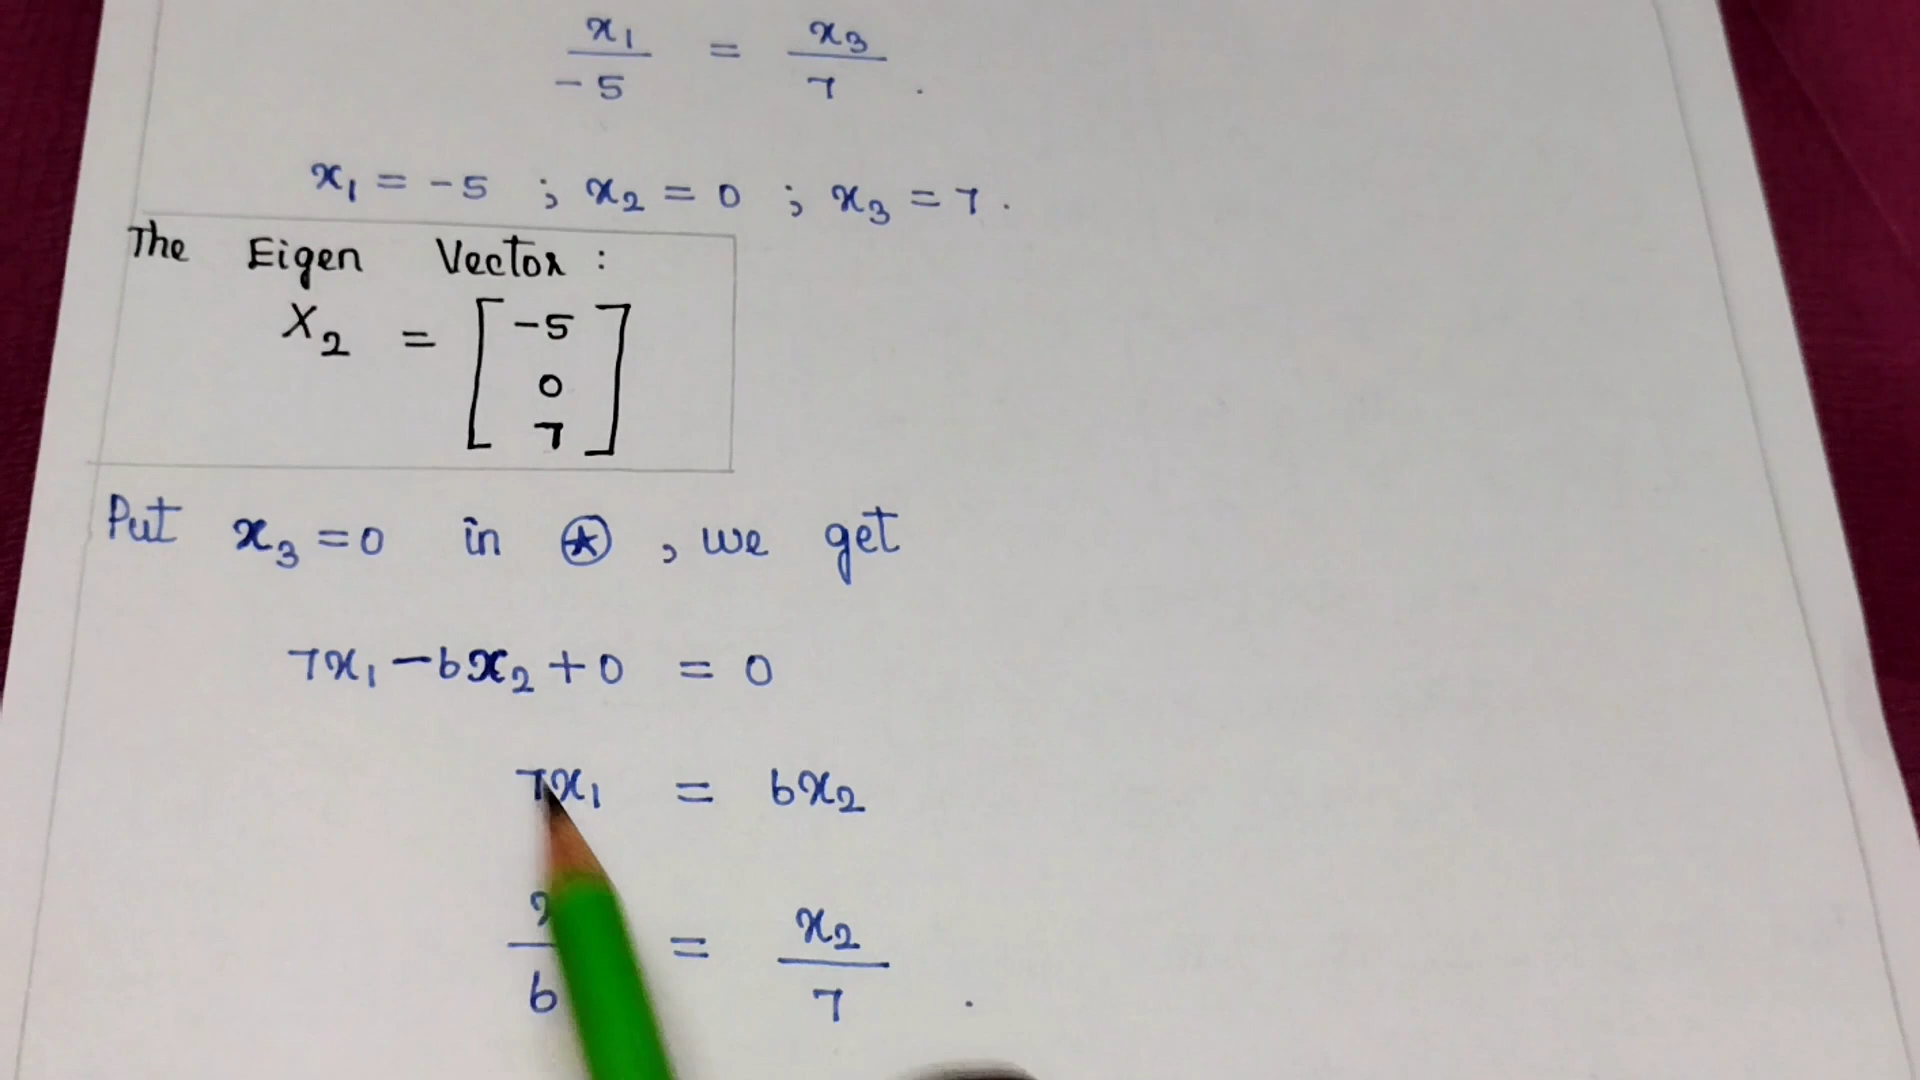 x₁/-5 = x₃/7 .
x₁ = -5 ; x₂ = 0 ; x₃ = 7 .
The Eigen Vector :
X₂ = [ -5
0
7 ]
Put x₃ = 0 in ⍟ , we get
7x₁ - 6x₂ + 0 = 0
7x₁ = 6x₂
/6 = x₂/7 .